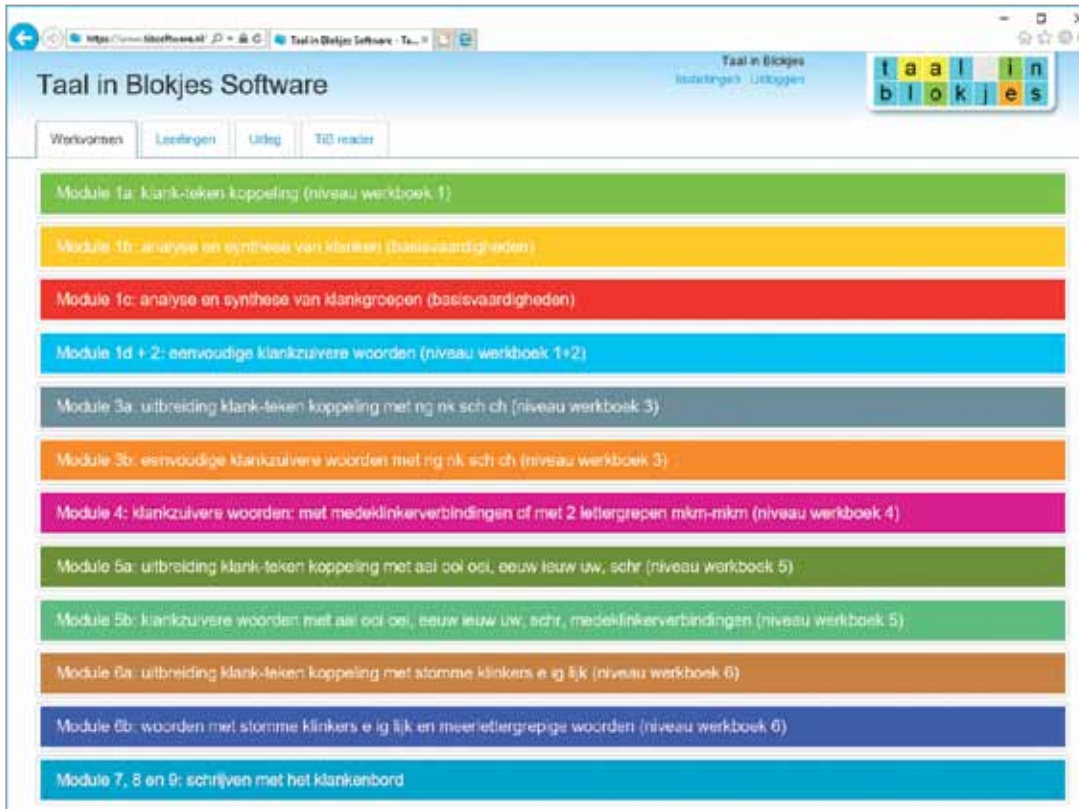 Taal in Blokjes Software - Ta...
Taal in Blokjes
Instellingen Uitloggen
Taal in Blokjes Software
taal in
blokjes
Werkvormen Leerlingen Uitleg TiB reader
Module 1a: klank-teken koppeling (niveau werkboek 1)
Module 1b: analyse en synthese van klanken (basisvaardigheden)
Module 1c: analyse en synthese van klankgroepen (basisvaardigheden)
Module 1d + 2: eenvoudige klankzuivere woorden (niveau werkboek 1+2)
Module 3a: uitbreiding klank-teken koppeling met ng nk sch ch (niveau werkboek 3)
Module 3b: eenvoudige klankzuivere woorden met ng nk sch ch (niveau werkboek 3)
Module 4: klankzuivere woorden: met medeklinkerverbindingen of met 2 lettergrepen mkm-mkm (niveau werkboek 4)
Module 5a: uitbreiding klank-teken koppeling met aai ooi oei, eeuw ieuw uw, schr (niveau werkboek 5)
Module 5b: klankzuivere woorden met aai ooi oei, eeuw ieuw uw, schr, medeklinkerverbindingen (niveau werkboek 5)
Module 6a: uitbreiding klank-teken koppeling met stomme klinkers e ig lijk (niveau werkboek 6)
Module 6b: woorden met stomme klinkers e ig lijk en meerlettergrepige woorden (niveau werkboek 6)
Module 7, 8 en 9: schrijven met het klankenbord